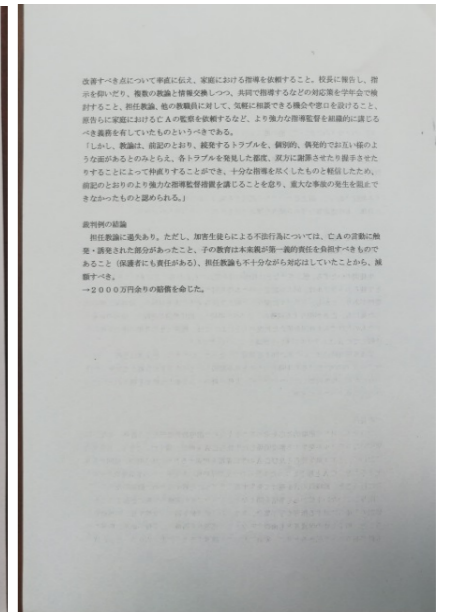 改善すべき点について率直に伝え、家庭における指導を依頼すること。校長に報告し、指
示を仰いだり、複数の教諭と情報交換しつつ、共同で指導するなどの対応策を学年会で検
討すること、担任教諭、他の教職員に対して、気軽に相談できる機会や窓口を設けること、
原告らに家庭におけるCAの監察を依頼するなど、より強力な指導監督を組織的に講じる
べき義務を有していたものというべきである。
「しかし、教諭は、前記のとおり、続発するトラブルを、個別的、偶発的でお互い様のよ
うな面があるとのみとらえ、各トラブルを発見した都度、双方に謝罪させたり握手させた
りすることによって仲直りすることができ、十分な指導を尽くしたものと軽信したため、
前記のとおりのより強力な指導監督措置を講じることを怠り、重大な事故の発生を阻止で
きなかったものと認められる。」
裁判例の結論
担任教諭に過失あり。ただし、加害生徒らによる不法行為については、CAの言動に触
発・誘発された部分があったこと、子の教育は本来親が第一義的責任を負担すべきもので
あること（保護者にも責任がある）、担任教諭も不十分ながら対応はしていたことから、減
額すべき。
→2000万円余りの賠償を命じた。